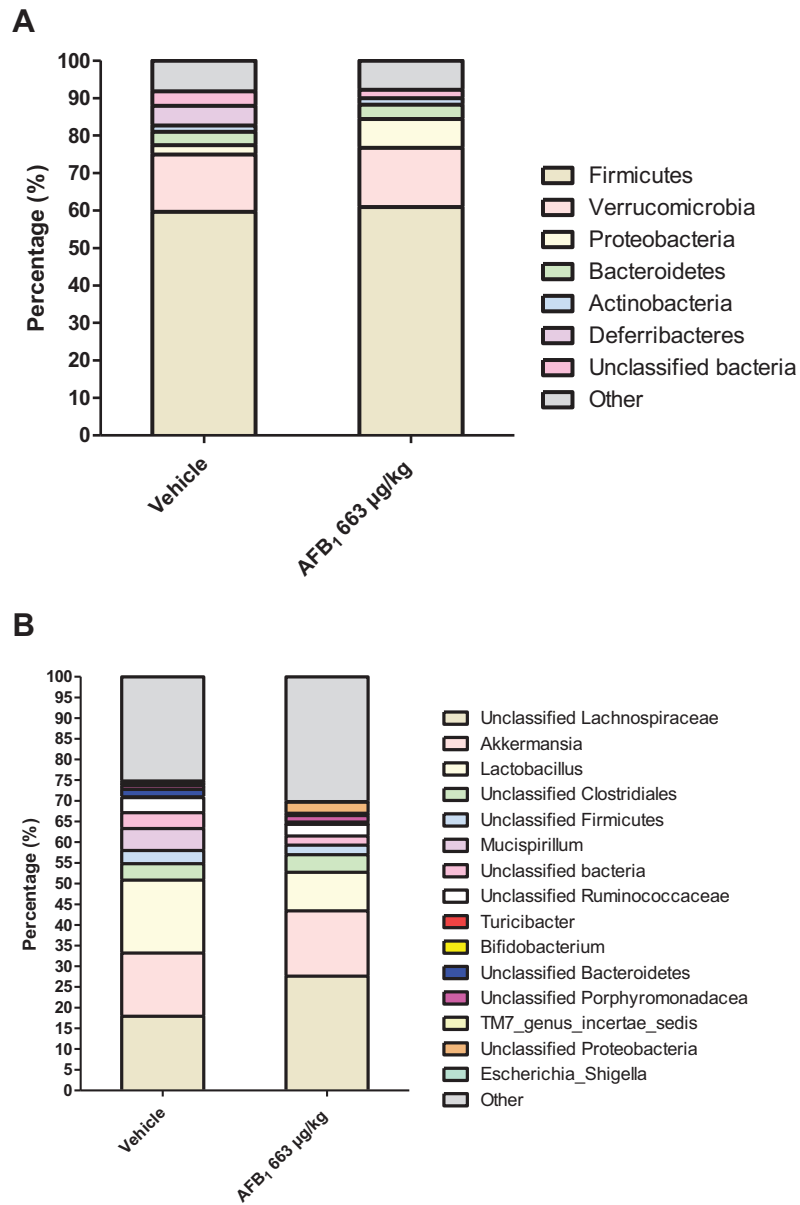 A
Percentage (%)
100
90
80
70
60
50
40
30
20
10
0
Vehicle
AFB₁ 663 µg/kg
Firmicutes
Verrucomicrobia
Proteobacteria
Bacteroidetes
Actinobacteria
Deferribacteres
Unclassified bacteria
Other
B
Percentage (%)
100
95
90
85
80
75
70
65
60
55
50
45
40
35
30
25
20
15
10
5
0
Vehicle
AFB₁ 663 µg/kg
Unclassified Lachnospiraceae
Akkermansia
Lactobacillus
Unclassified Clostridiales
Unclassified Firmicutes
Mucispirillum
Unclassified bacteria
Unclassified Ruminococcaceae
Turicibacter
Bifidobacterium
Unclassified Bacteroidetes
Unclassified Porphyromonadacea
TM7_genus_incertae_sedis
Unclassified Proteobacteria
Escherichia_Shigella
Other